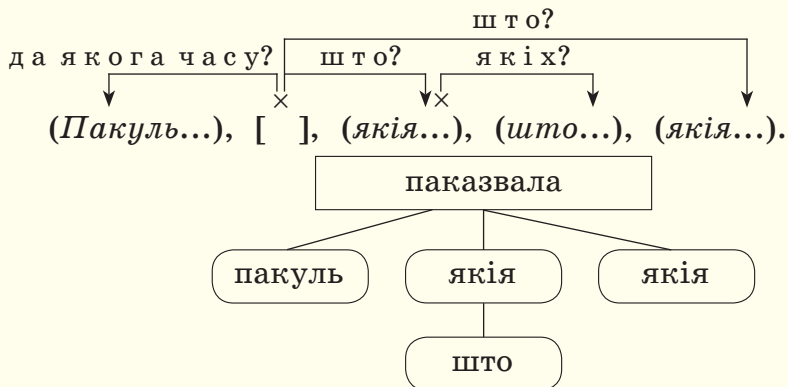 што?
да якога часу? што? якіх?
(Пакуль...), [ ], (якія...), (што...), (якія...).
паказвала
пакуль якія якія
што